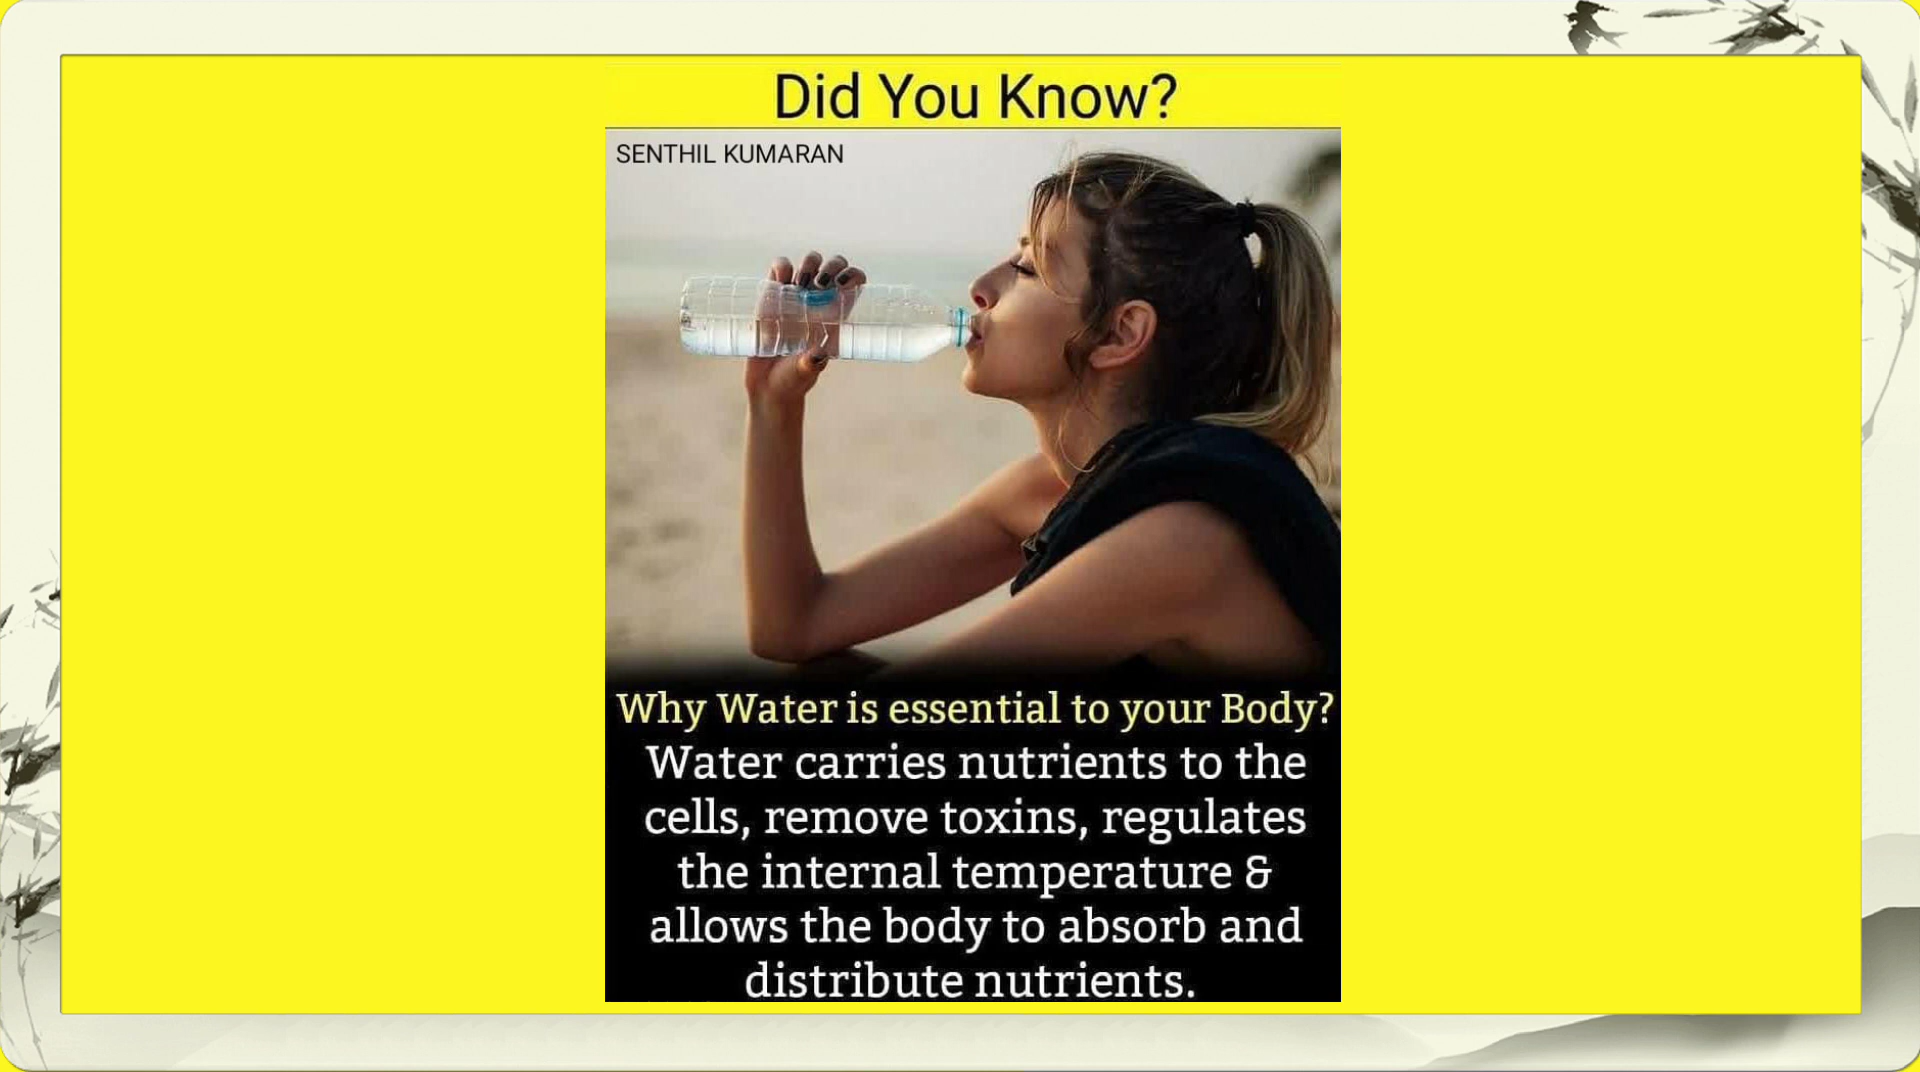 Did You Know?
SENTHIL KUMARAN
Why Water is essential to your Body?
Water carries nutrients to the
cells, remove toxins, regulates
the internal temperature &
allows the body to absorb and
distribute nutrients.